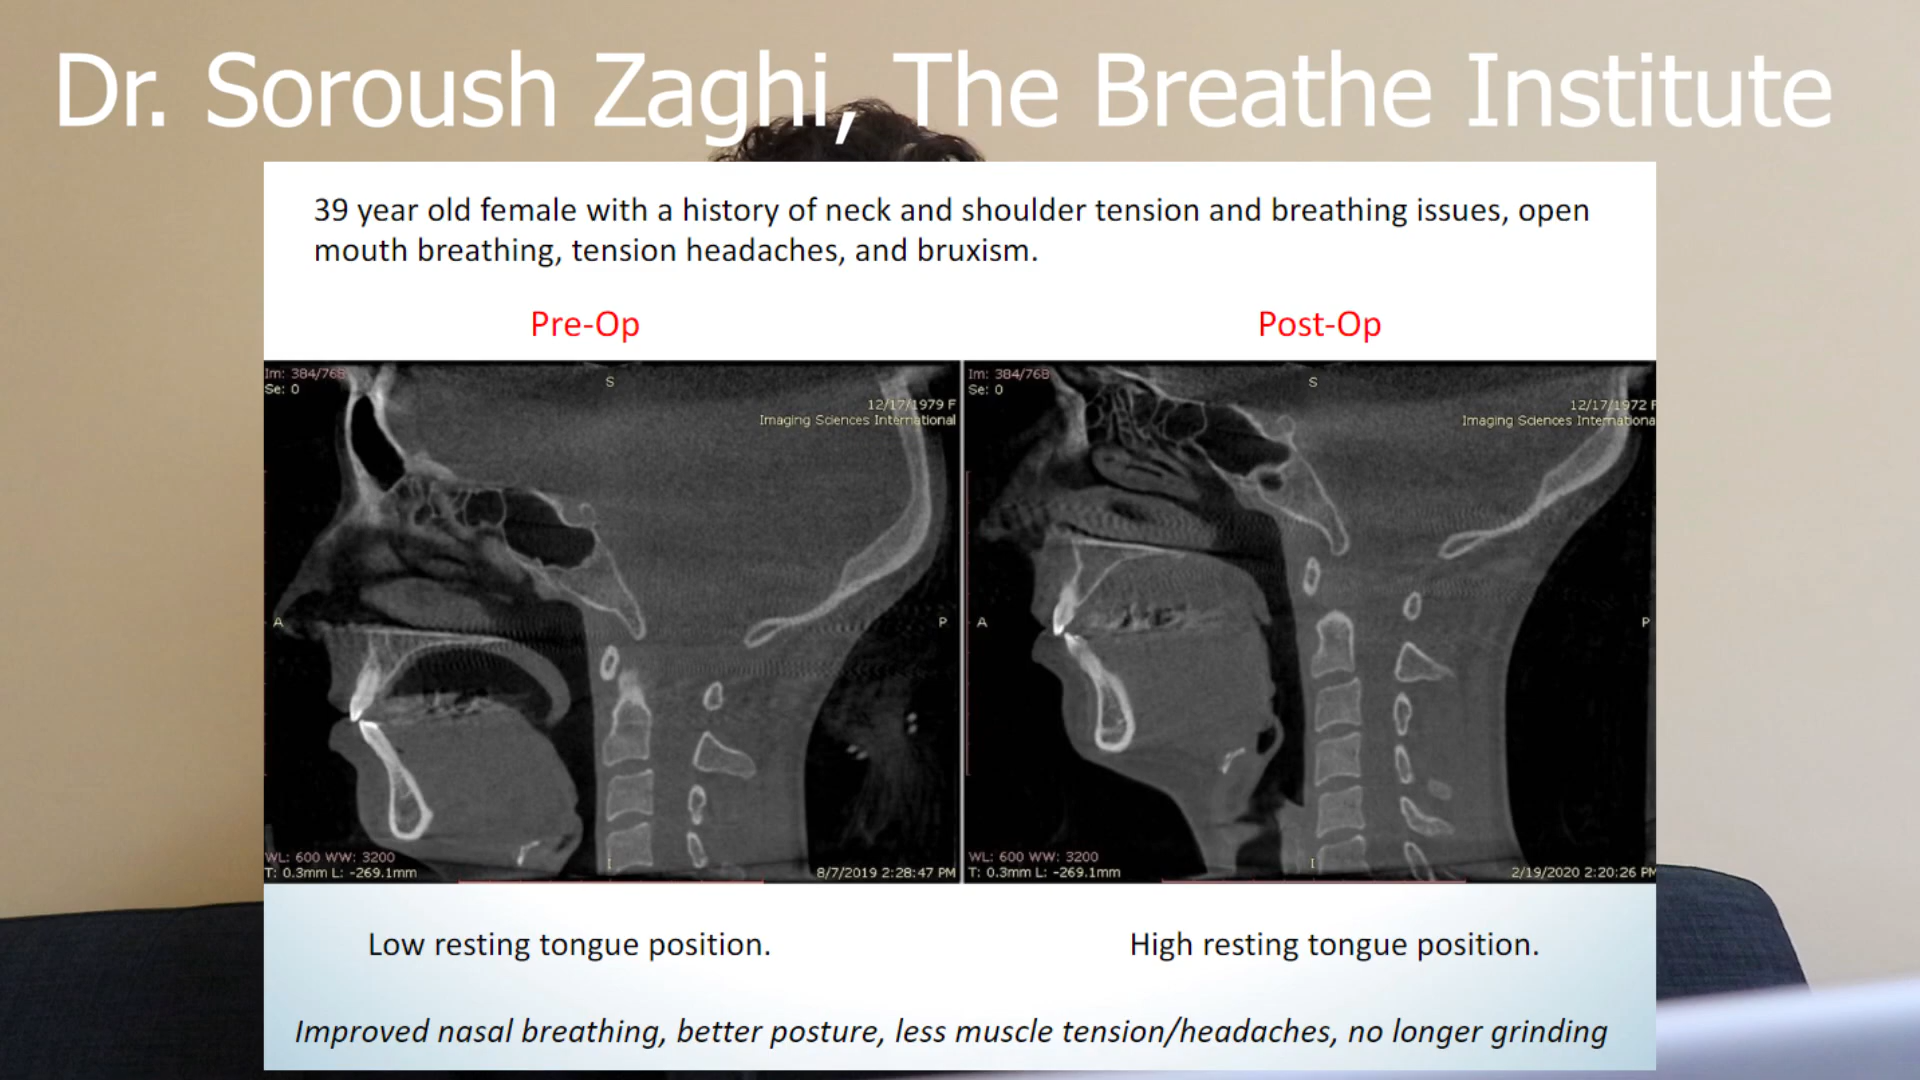 Dr. Soroush Zaghi, The Breathe Institute
39 year old female with a history of neck and shoulder tension and breathing issues, open
mouth breathing, tension headaches, and bruxism.
Pre-Op
Post-Op
Im: 384/768
Se: 0
S
12/17/1979 F
Imaging Sciences International
A
P
WL: 600 WW: 3200
T: 0.3mm L: -269.1mm
I
8/7/2019 2:28:47 PM
Im: 384/768
Se: 0
S
12/17/1972 F
Imaging Sciences Internationa
A
P
WL: 600 WW: 3200
T: 0.3mm L: -269.1mm
I
2/19/2020 2:20:26 PM
Low resting tongue position.
High resting tongue position.
Improved nasal breathing, better posture, less muscle tension/headaches, no longer grinding